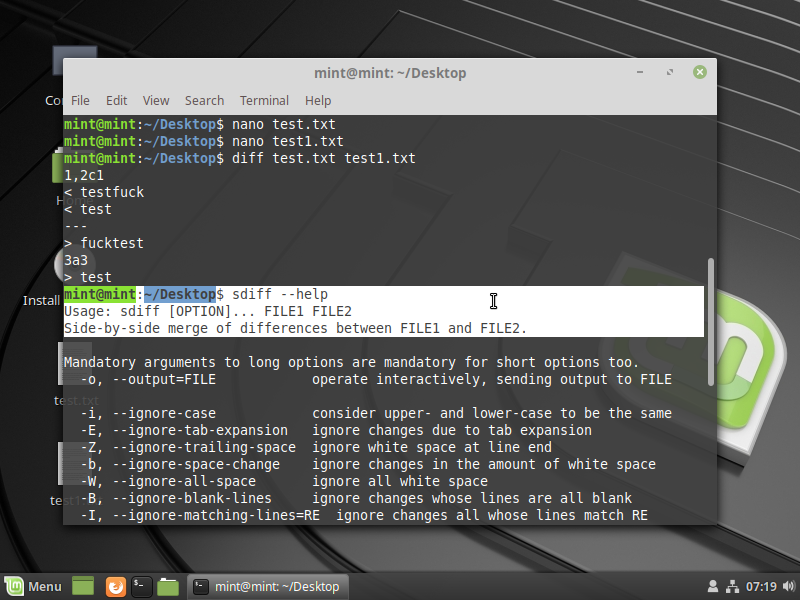 mint@mint: ~/Desktop
File Edit View Search Terminal Help
mint@mint:~/Desktop$ nano test.txt
mint@mint:~/Desktop$ nano test1.txt
mint@mint:~/Desktop$ diff test.txt test1.txt
1,2c1
< testfuck
< test
---
> fucktest
3a3
> test
mint@mint:~/Desktop$ sdiff --help
Usage: sdiff [OPTION]... FILE1 FILE2
Side-by-side merge of differences between FILE1 and FILE2.
Mandatory arguments to long options are mandatory for short options too.
-o, --output=FILE operate interactively, sending output to FILE
-i, --ignore-case consider upper- and lower-case to be the same
-E, --ignore-tab-expansion ignore changes due to tab expansion
-Z, --ignore-trailing-space ignore white space at line end
-b, --ignore-space-change ignore changes in the amount of white space
-W, --ignore-all-space ignore all white space
-B, --ignore-blank-lines ignore changes whose lines are all blank
-I, --ignore-matching-lines=RE ignore changes all whose lines match RE
Install
test.txt
Menu
mint@mint: ~/Desktop
07:19